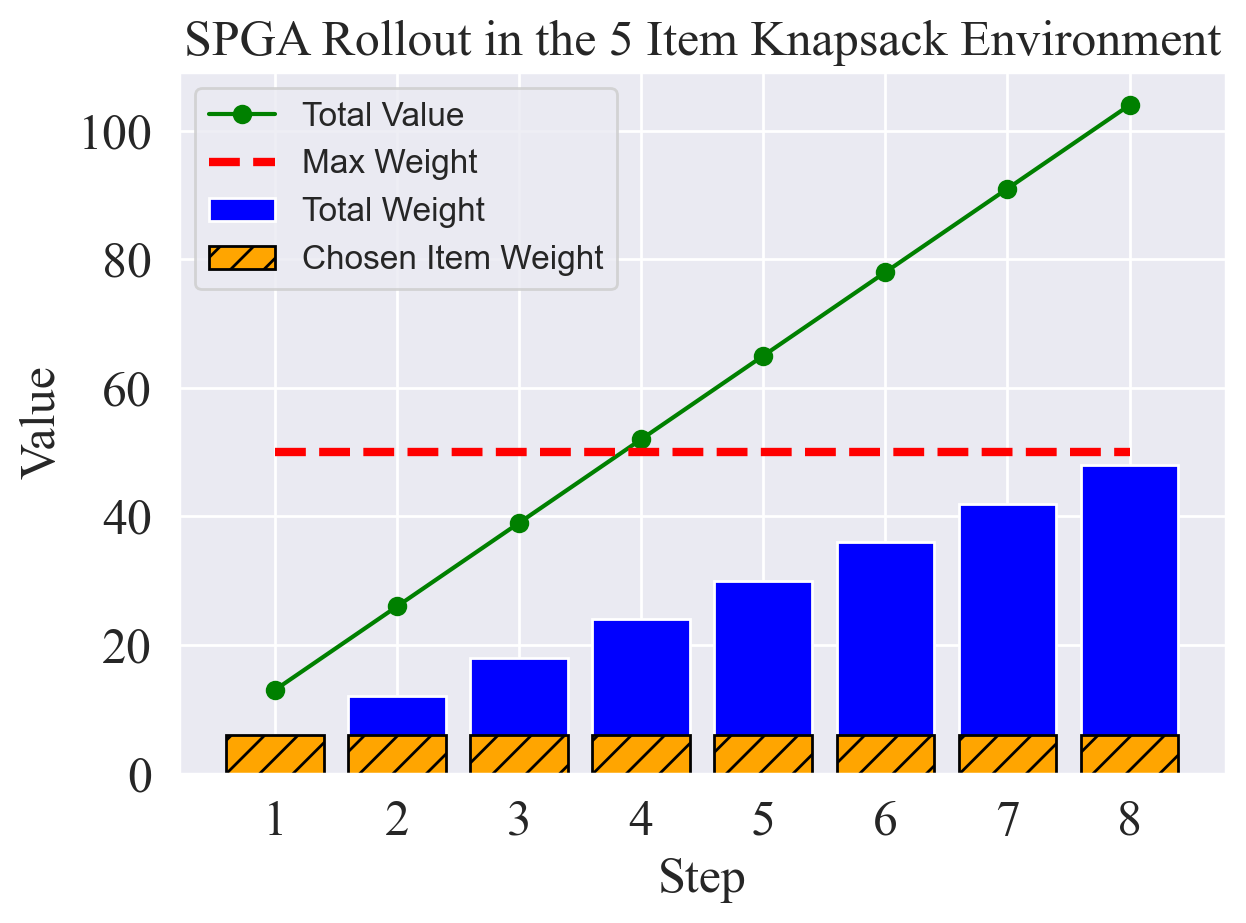 SPGA Rollout in the 5 Item Knapsack Environment
Total Value
Max Weight
Total Weight
Chosen Item Weight
Value
100
80
60
40
20
0
1 2 3 4 5 6 7 8
Step